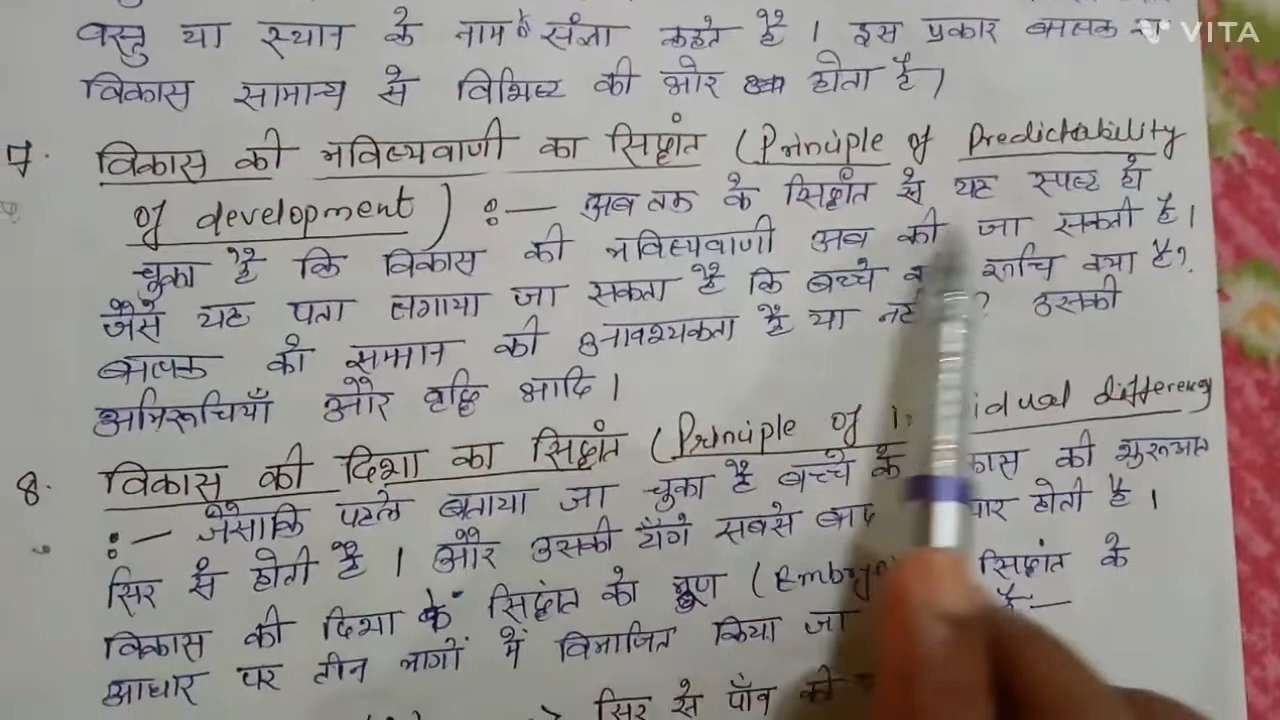 वस्तु या स्थान के नाम को संज्ञा कहते हैं । इस प्रकार बालक
VITA
विकास सामान्य से विशिष्ट की ओर होता है ।
7. विकास की भविष्यवाणी का सिद्धांत (Principle of Predictability
of development) :— अब तक के सिद्धांत से यह स्पष्ट हो
चुका है कि विकास की भविष्यवाणी अब की जा सकती है ।
जैसे यह पता लगाया जा सकता है कि बच्चे रूचि क्या है?
बालक को सम्मान की आवश्यकता है या ? उसकी
अभिरूचियाँ और वृद्धि आदि ।
8. विकास की दिशा का सिद्धांत (Principle of
:— जैसाकि पहले बताया जा चुका है बच्चे के की शुरूआत
सिर से होती है । और उसकी टाँगे सबसे बाद होती है ।
विकास की दिशा के सिद्धांत को भ्रूण ( सिद्धांत के
आधार पर तीन भागों में विभाजित किया जा है:—
सिर से पाँव की